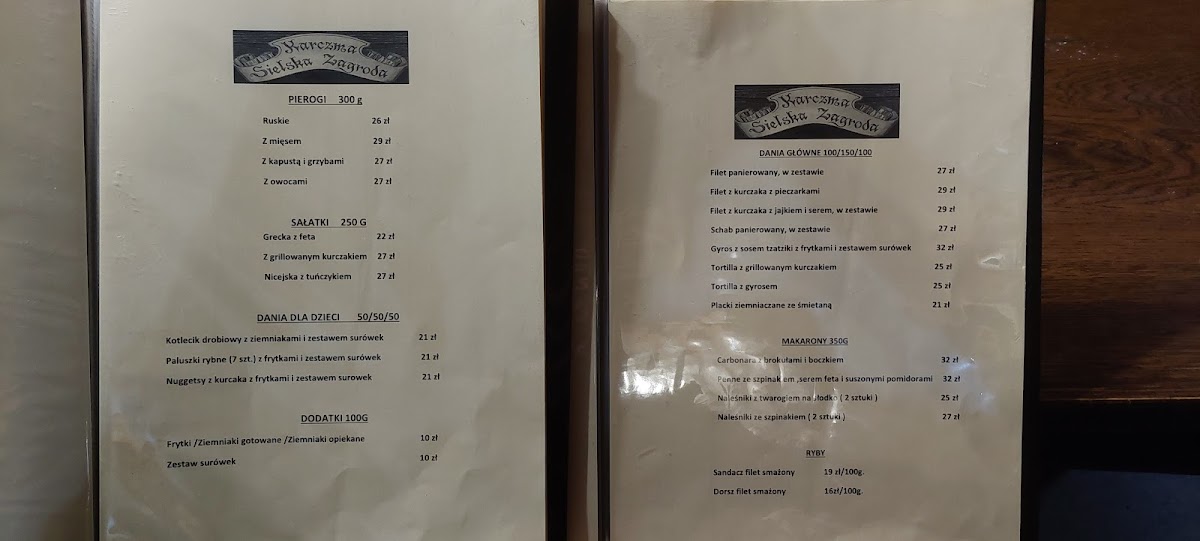 Karczma
Sielska Zagroda
PIEROGI 300 g
Ruskie 26 zł
Z mięsem 29 zł
Z kapustą i grzybami 27 zł
Z owocami 27 zł
SAŁATKI 250 G
Grecka z feta 22 zł
Z grillowanym kurczakiem 27 zł
Nicejska z tuńczykiem 27 zł
DANIA DLA DZIECI 50/50/50
Kotlecik drobiowy z ziemniakami i zestawem surówek 21 zł
Paluszki rybne (7 szt.) z frytkami i zestawem surówek 21 zł
Nuggetsy z kurcaka z frytkami i zestawem surowek 21 zł
DODATKI 100G
Frytki /Ziemniaki gotowane /Ziemniaki opiekane 10 zł
Zestaw surówek 10 zł
Karczma
Sielska Zagroda
DANIA GŁÓWNE 100/150/100
Filet panierowany, w zestawie 27 zł
Filet z kurczaka z pieczarkami 29 zł
Filet z kurczaka z jajkiem i serem, w zestawie 29 zł
Schab panierowany, w zestawie 27 zł
Gyros z sosem tzatziki z frytkami i zestawem surówek 32 zł
Tortilla z grillowanym kurczakiem 25 zł
Tortilla z gyrosem 25 zł
Placki ziemniaczane ze śmietaną 21 zł
MAKARONY 350G
Carbonara z brokułami i boczkiem 32 zł
Penne ze szpinakiem ,serem feta i suszonymi pomidorami 32 zł
Naleśniki z twarogiem na słodko ( 2 sztuki ) 25 zł
Naleśniki ze szpinakiem ( 2 sztuki ) 27 zł
RYBY
Sandacz filet smażony 19 zł/100g.
Dorsz filet smażony 16zł/100g.